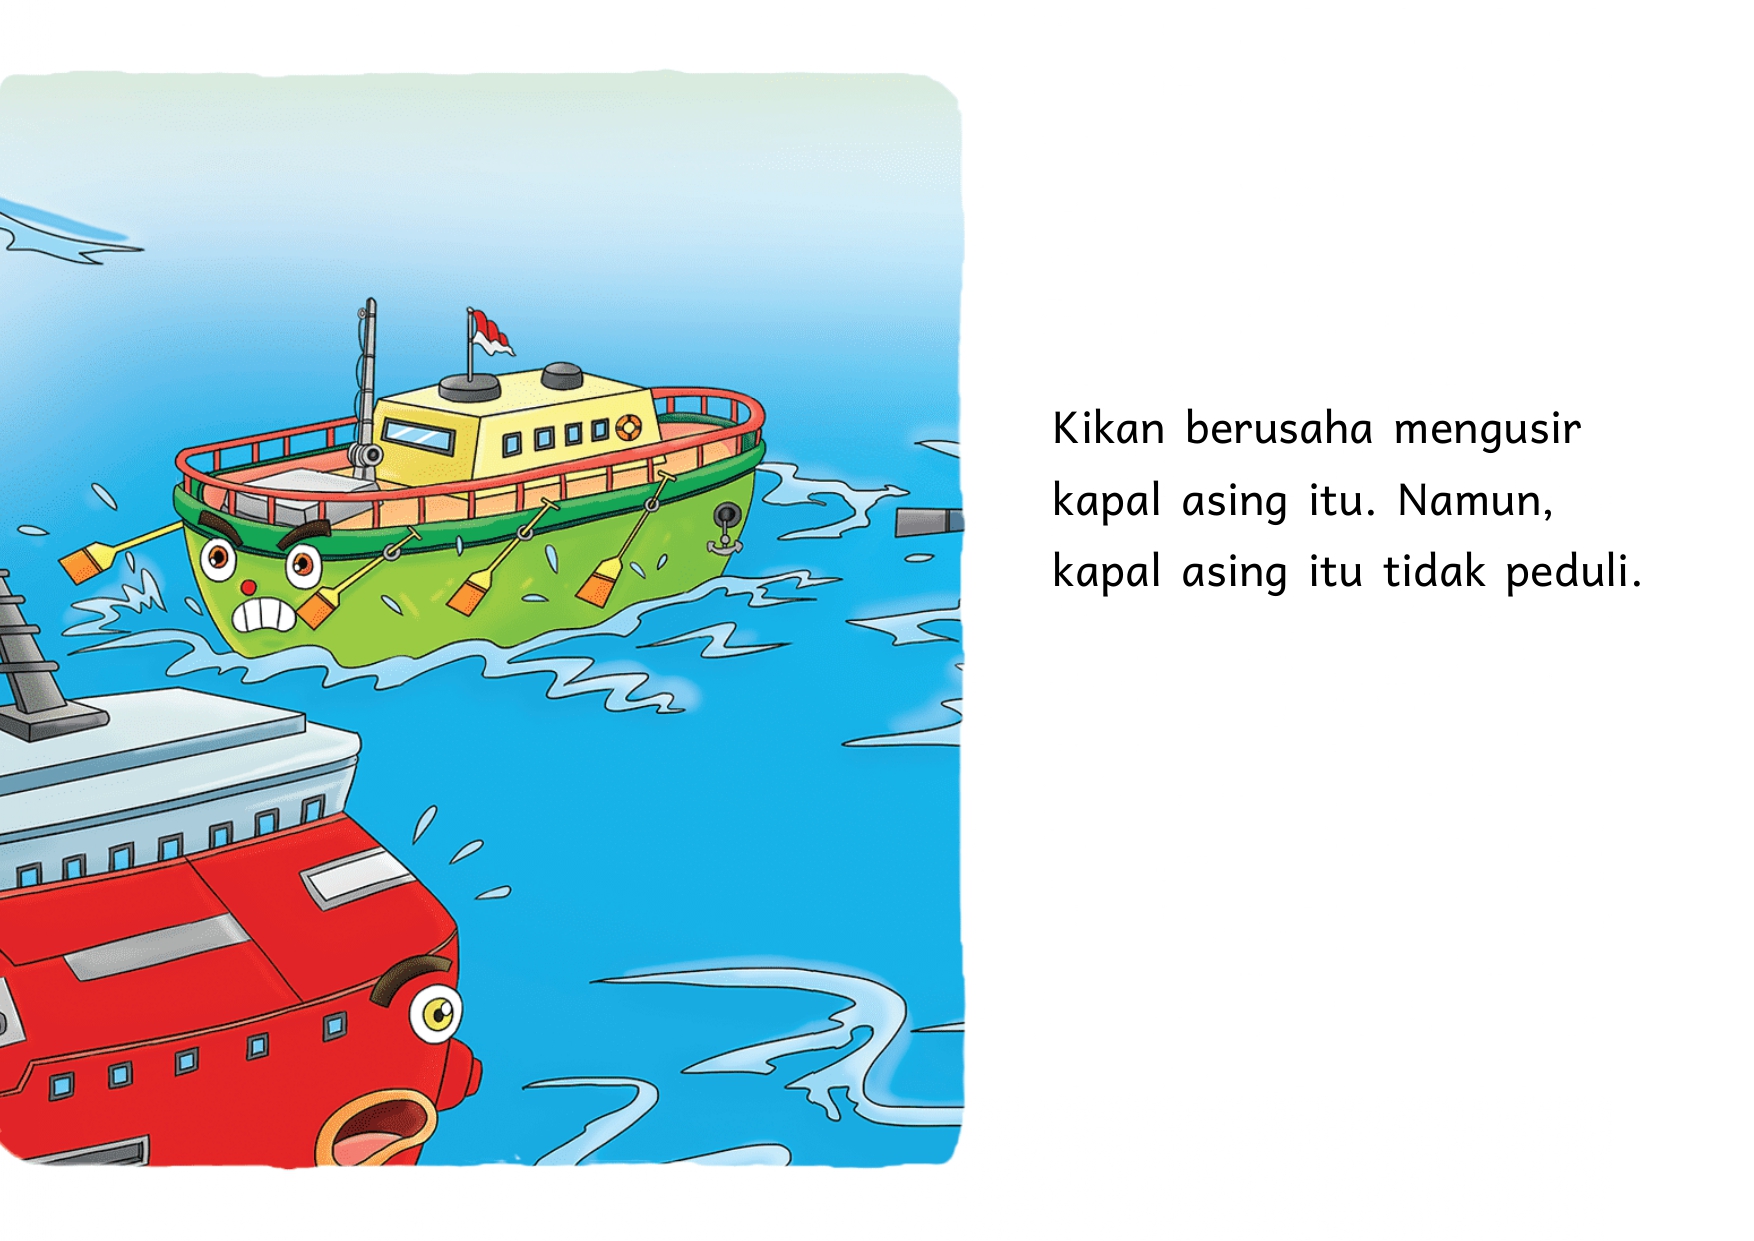 Kikan berusaha mengusir
kapal asing itu. Namun,
kapal asing itu tidak peduli.